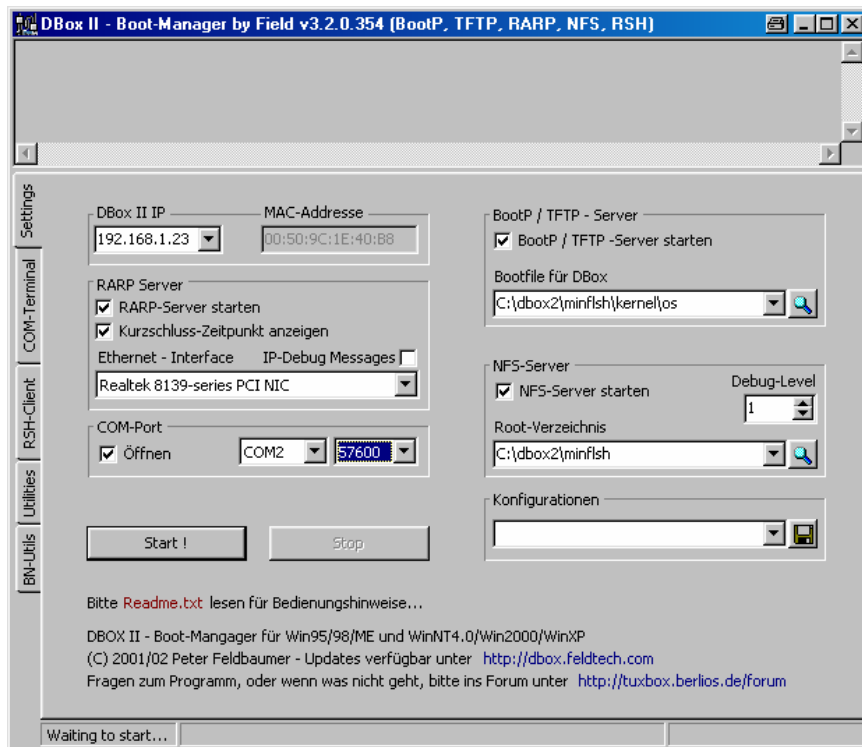 DBox II - Boot-Manager by Field v3.2.0.354 (BootP, TFTP, RARP, NFS, RSH)
Settings
COM-Terminal
RSH-Client
Utilities
BN-Utils
DBox II IP
MAC-Addresse
192.168.1.23
00:50:9C:1E:40:B8
RARP Server
RARP-Server starten
Kurzschluss-Zeitpunkt anzeigen
Ethernet - Interface IP-Debug Messages
Realtek 8139-series PCI NIC
COM-Port
Öffnen
COM2
57600
Start !
Stop
BootP / TFTP - Server
BootP / TFTP -Server starten
Bootfile für DBox
C:\dbox2\minflsh\kernel\os
NFS-Server
NFS-Server starten
Debug-Level
1
Root-Verzeichnis
C:\dbox2\minflsh
Konfigurationen
Bitte Readme.txt lesen für Bedienungshinweise...
DBOX II - Boot-Mangager für Win95/98/ME und WinNT4.0/Win2000/WinXP
(C) 2001/02 Peter Feldbaumer - Updates verfügbar unter http://dbox.feldtech.com
Fragen zum Programm, oder wenn was nicht geht, bitte ins Forum unter http://tuxbox.berlios.de/forum
Waiting to start...